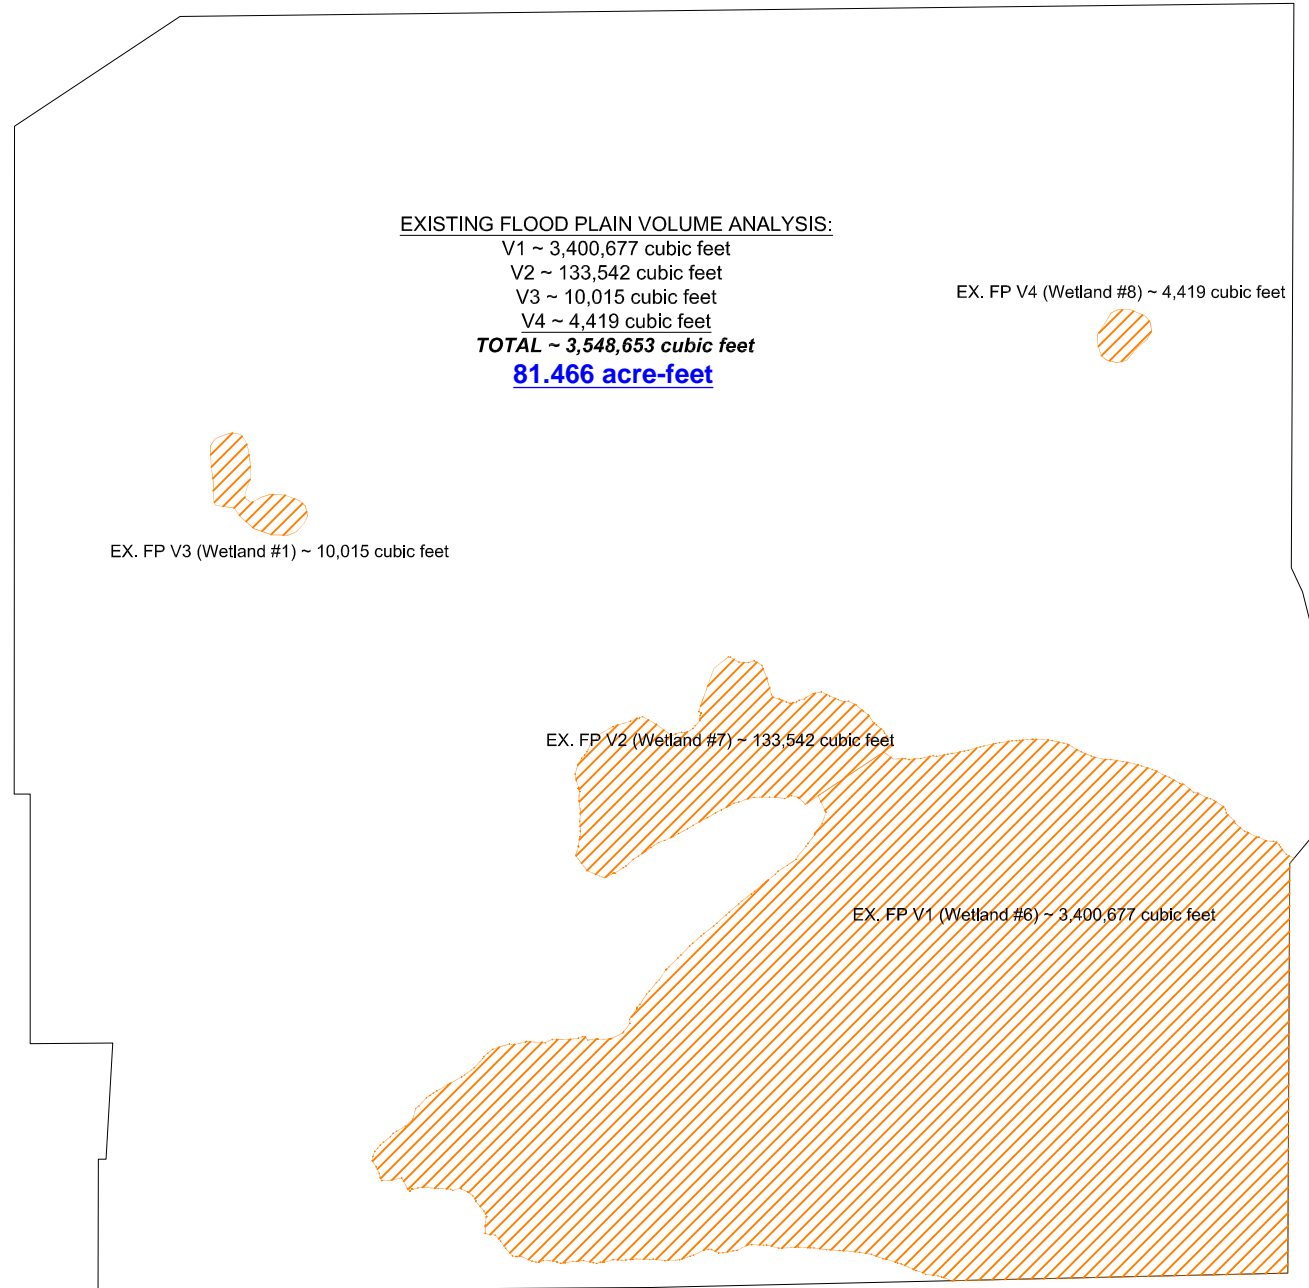 EXISTING FLOOD PLAIN VOLUME ANALYSIS:
V1 ~ 3,400,677 cubic feet
V2 ~ 133,542 cubic feet
V3 ~ 10,015 cubic feet
V4 ~ 4,419 cubic feet
TOTAL ~ 3,548,653 cubic feet
81.466 acre-feet
EX. FP V4 (Wetland #8) ~ 4,419 cubic feet
EX. FP V3 (Wetland #1) ~ 10,015 cubic feet
EX. FP V2 (Wetland #7) ~ 133,542 cubic feet
EX. FP V1 (Wetland #6) ~ 3,400,677 cubic feet